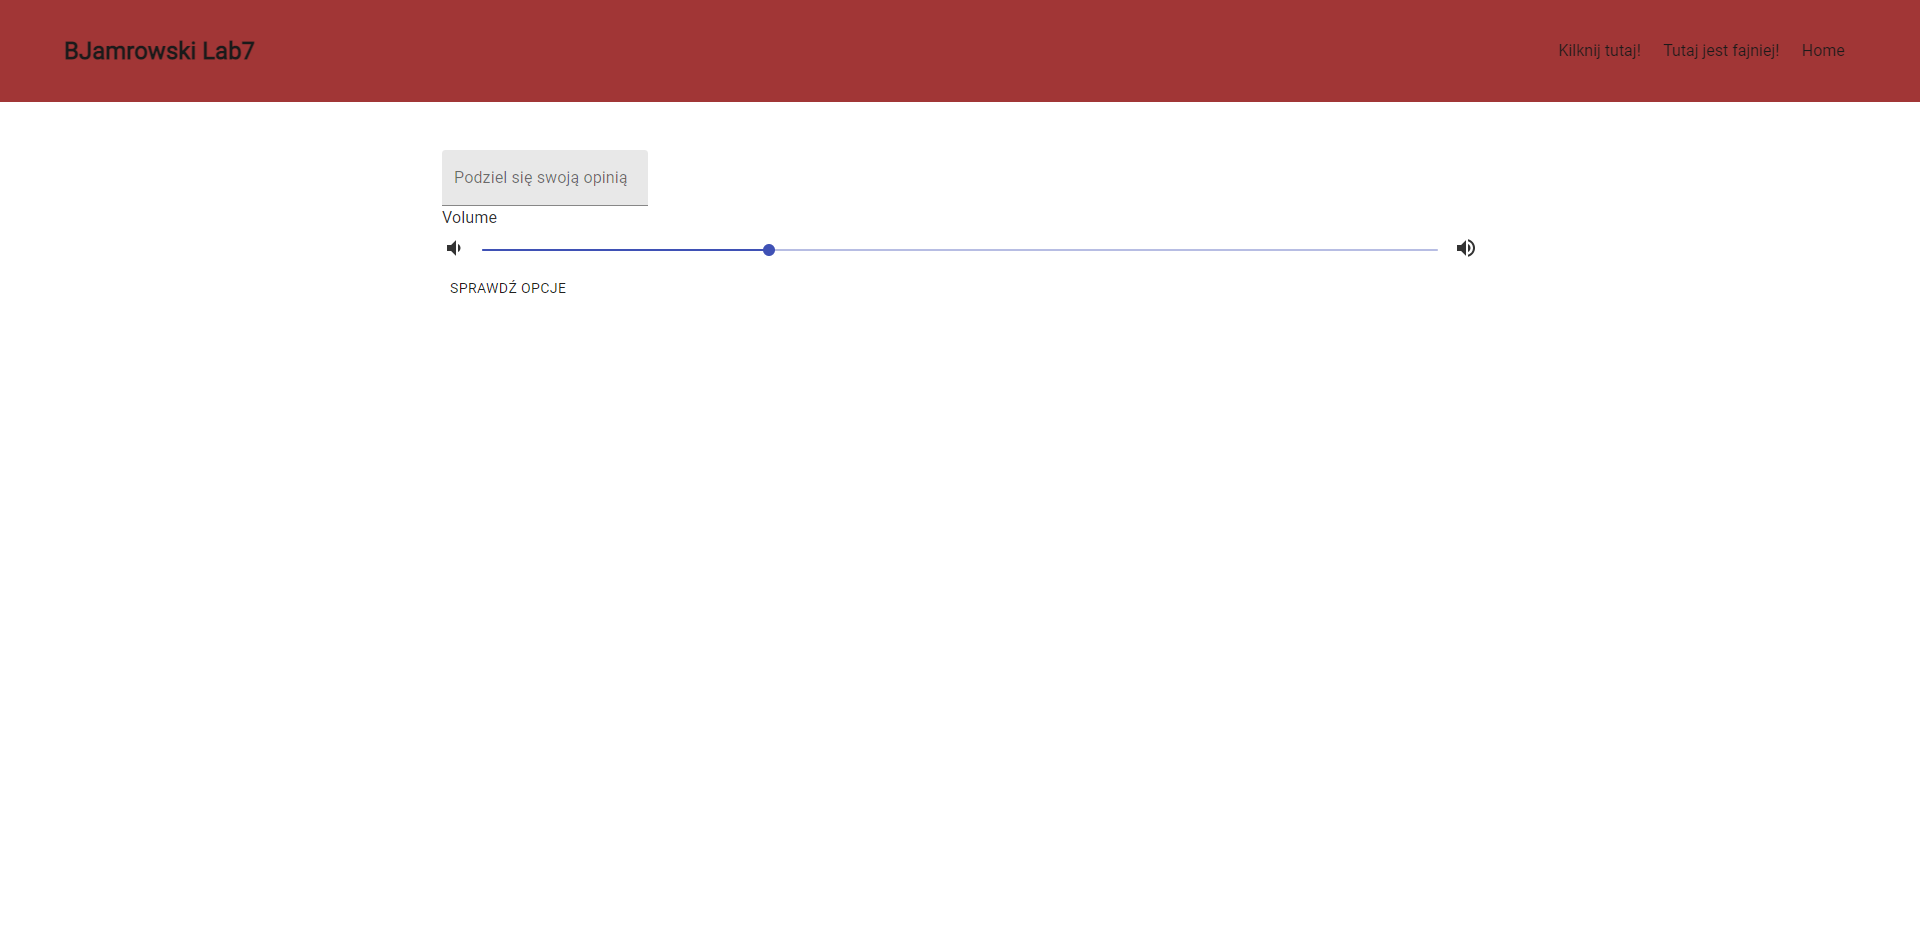 BJamrowski Lab7
Kilknij tutaj! Tutaj jest fajniej! Home
Podziel się swoją opinią
Volume
SPRAWDŹ OPCJE